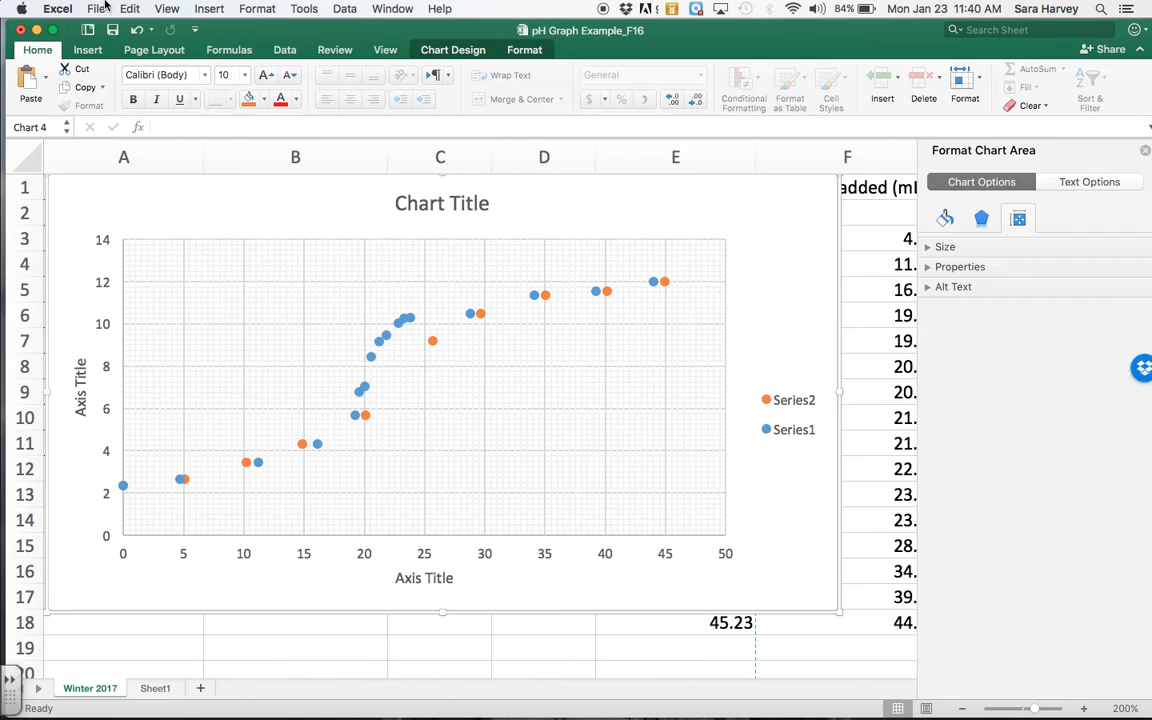 Excel File Edit View Insert Format Tools Data Window Help 84% Mon Jan 23 11:40 AM Sara Harvey
pH Graph Example_F16 Search Sheet
Home Insert Page Layout Formulas Data Review View Chart Design Format Share
Paste Cut Copy Format
Calibri (Body) 10 A A
B I U A
Wrap Text
Merge & Center
General
$ %
Conditional Formatting
Format as Table
Cell Styles
Insert Delete Format
AutoSum
Fill
Clear
Sort & Filter
Chart 4 fx
A B C D E F
1 added (mL
2
3 4.
4 11.
5 16.
6 19.
7 19.
8 20.
9 20.
10 21.
11 21.
12 22.
13 23.
14 23.
15 28.
16 34.
17 39.
18 45.23 44.
19
20
Chart Title
14
12
10
8
6
4
2
0
0 5 10 15 20 25 30 35 40 45 50
Axis Title
Axis Title
Series2
Series1
Format Chart Area
Chart Options Text Options
Size
Properties
Alt Text
Winter 2017 Sheet1 +
Ready 200%